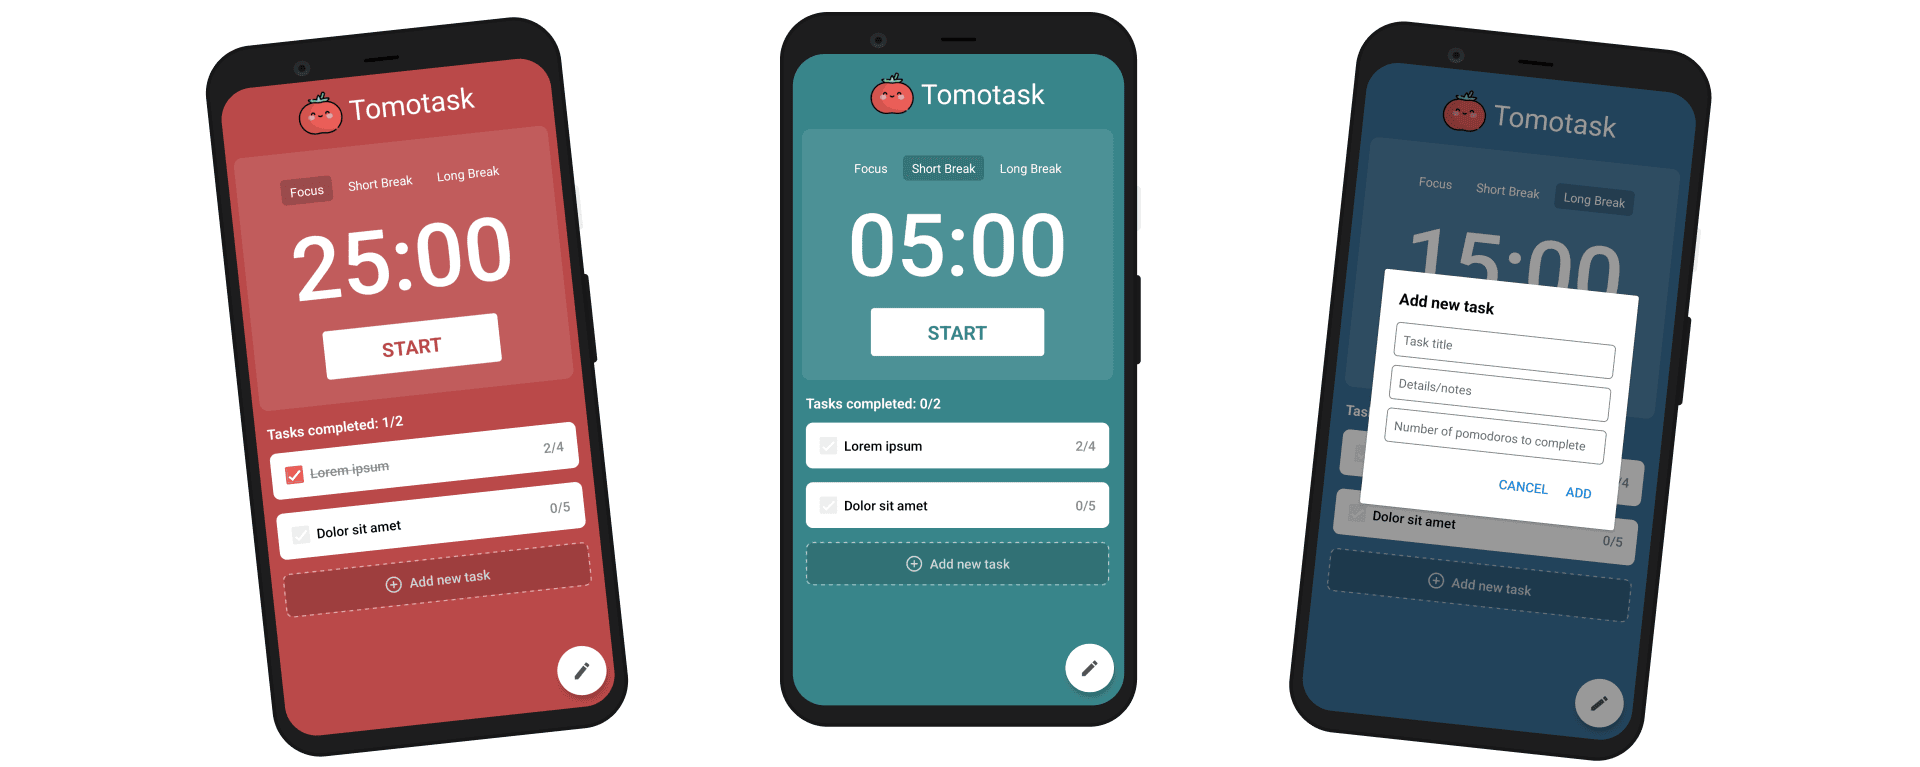 Tomotask
Focus Short Break Long Break
25:00
START
Tasks completed: 1/2
Lorem ipsum 2/4
Dolor sit amet 0/5
Add new task
Tomotask
Focus Short Break Long Break
05:00
START
Tasks completed: 0/2
Lorem ipsum 2/4
Dolor sit amet 0/5
Add new task
Tomotask
Focus Short Break Long Break
15:00
Add new task
Task title
Details/notes
Number of pomodoros to complete
CANCEL ADD
Tas
/4
Dolor sit amet 0/5
Add new task